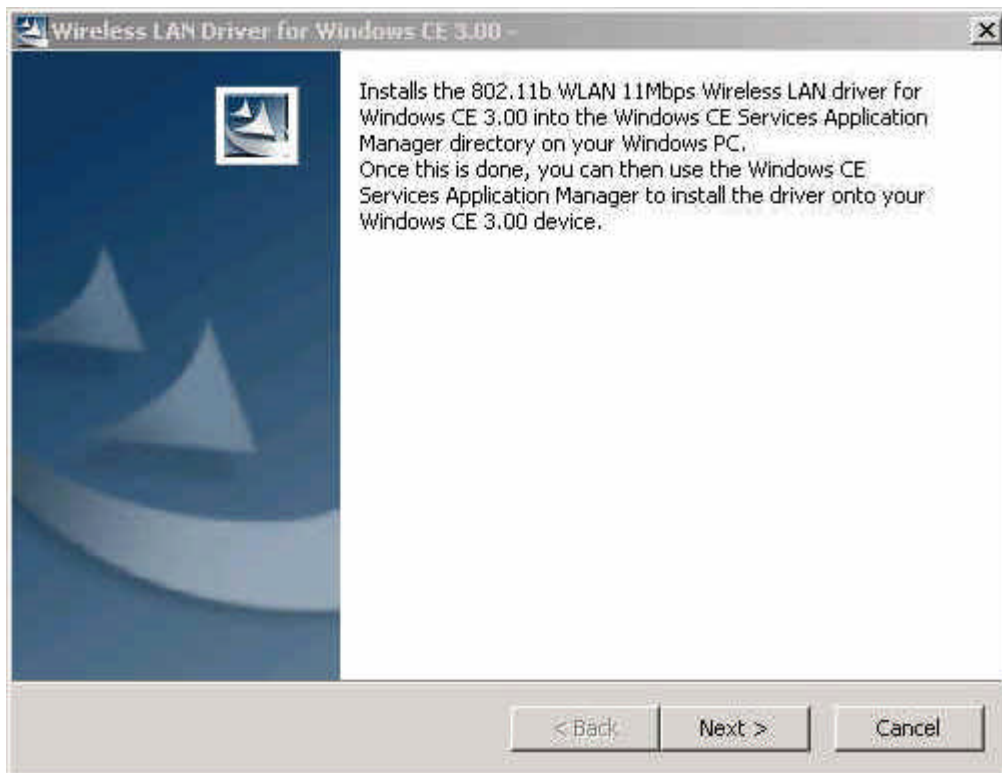 Wireless LAN Driver for Windows CE 3.00 -
Installs the 802.11b WLAN 11Mbps Wireless LAN driver for
Windows CE 3.00 into the Windows CE Services Application
Manager directory on your Windows PC.
Once this is done, you can then use the Windows CE
Services Application Manager to install the driver onto your
Windows CE 3.00 device.
< Back
Next >
Cancel